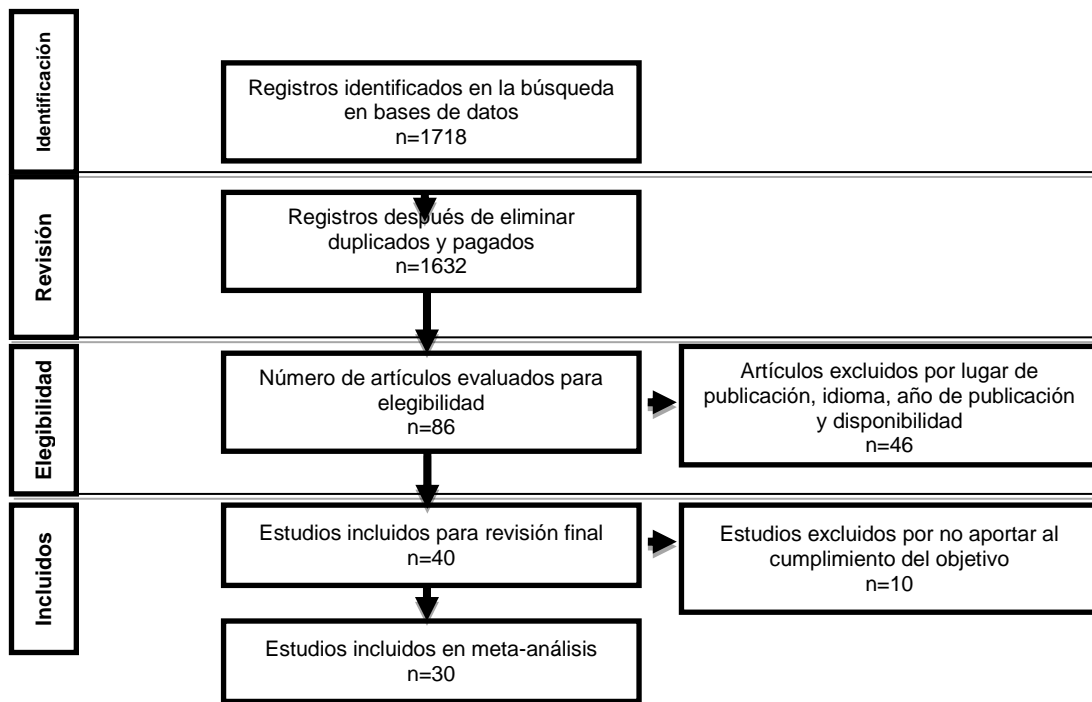 Identificación
Registros identificados en la búsqueda
en bases de datos
n=1718
Revisión
Registros después de eliminar
duplicados y pagados
n=1632
Elegibilidad
Número de artículos evaluados para
elegibilidad
n=86
Artículos excluidos por lugar de
publicación, idioma, año de publicación
y disponibilidad
n=46
Incluidos
Estudios incluidos para revisión final
n=40
Estudios excluidos por no aportar al
cumplimiento del objetivo
n=10
Estudios incluidos en meta-análisis
n=30